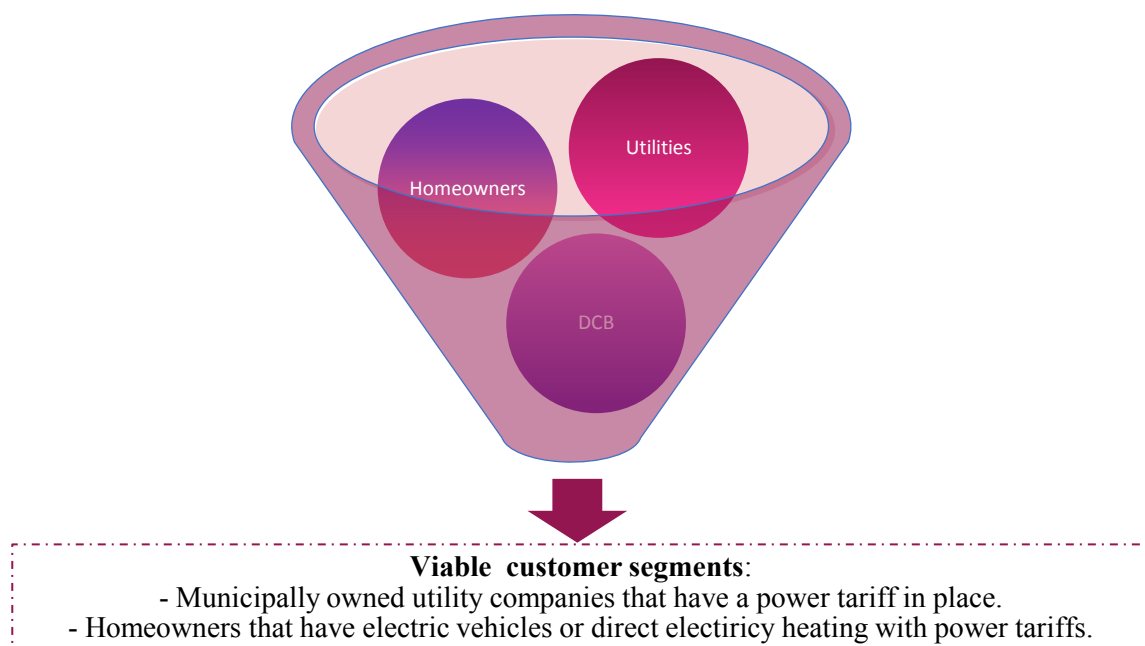 Utilities
Homeowners
DCB
Viable customer segments:
- Municipally owned utility companies that have a power tariff in place.
- Homeowners that have electric vehicles or direct electiricy heating with power tariffs.